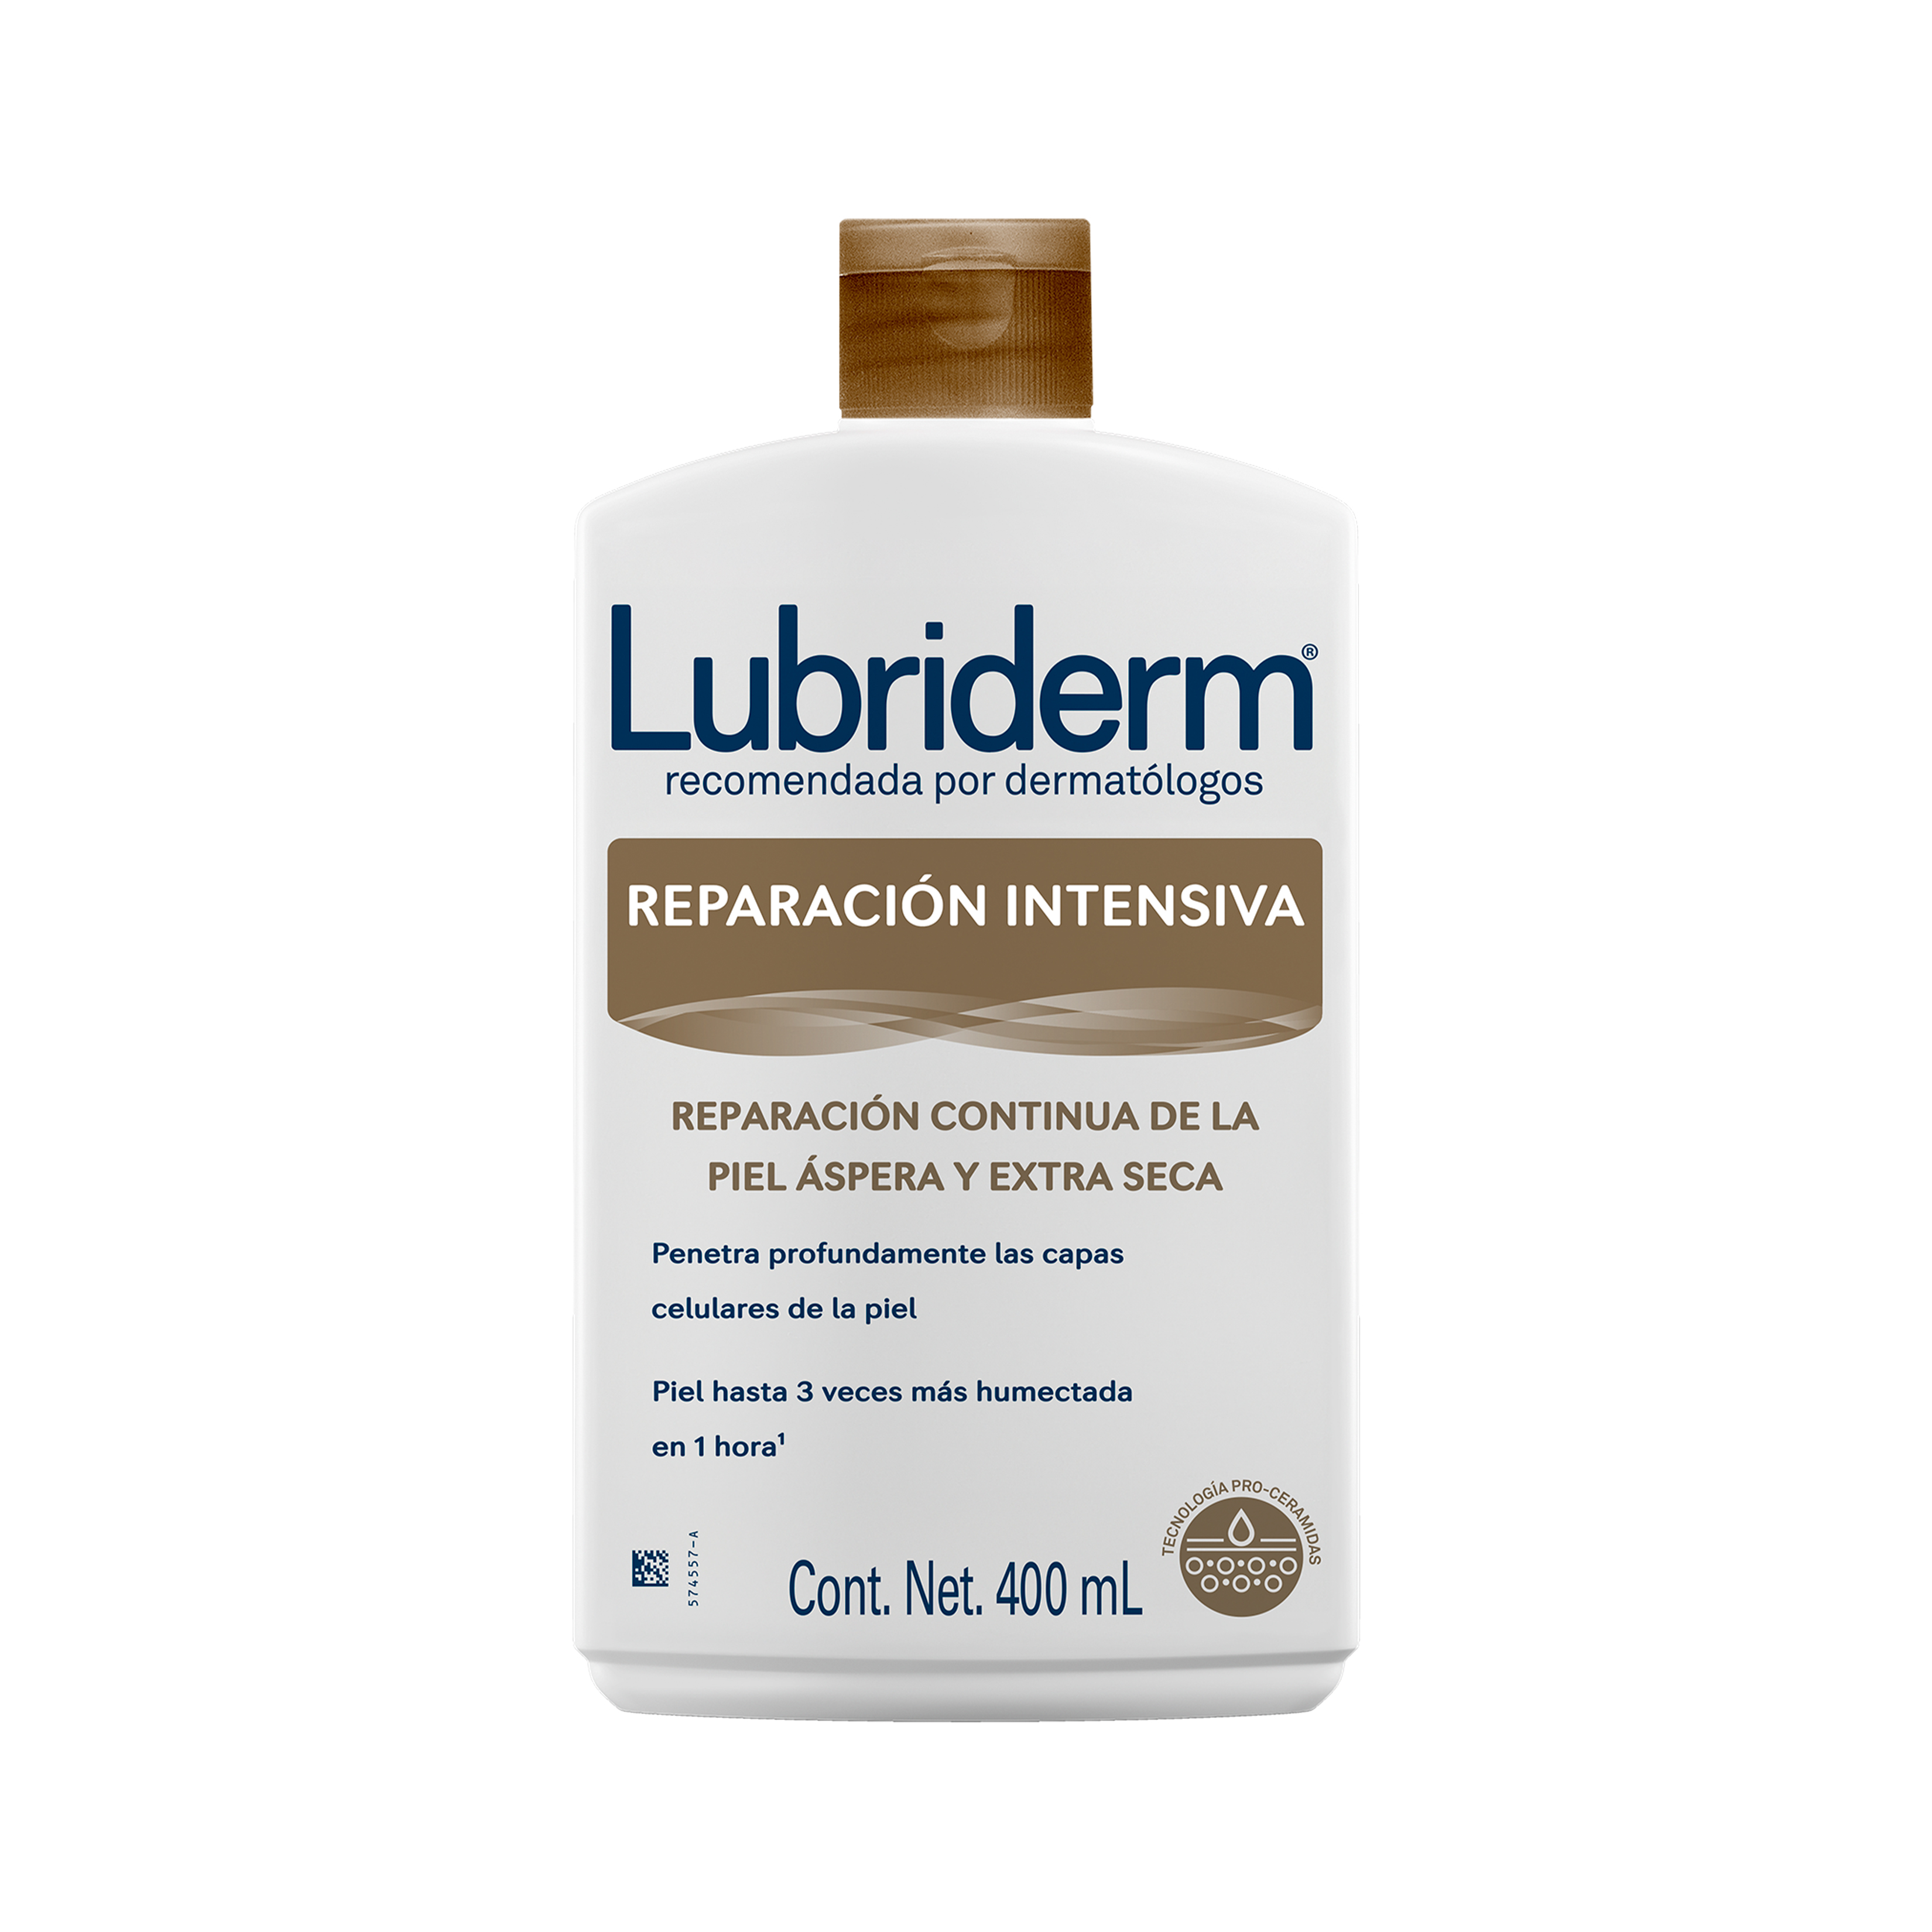 Lubriderm®
recomendada por dermatólogos
REPARACIÓN INTENSIVA
REPARACIÓN CONTINUA DE LA
PIEL ÁSPERA Y EXTRA SECA
Penetra profundamente las capas
celulares de la piel
Piel hasta 3 veces más humectada
en 1 hora¹
TECNOLOGÍA PRO-CERAMIDAS
574557-A
Cont. Net. 400 mL